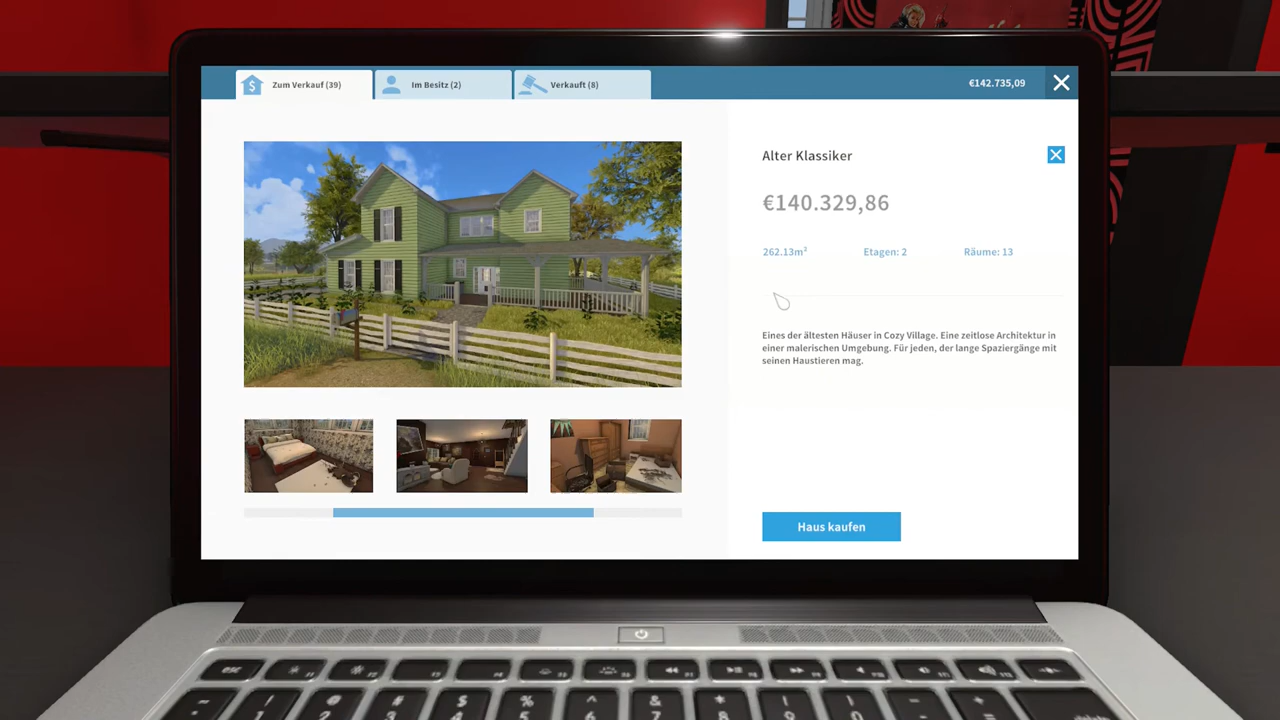 Zum Verkauf (39)
Im Besitz (2)
Verkauft (8)
€142.735,09
Alter Klassiker
€140.329,86
262.13m²
Etagen: 2
Räume: 13
Eines der ältesten Häuser in Cozy Village. Eine zeitlose Architektur in
einer malerischen Umgebung. Für jeden, der lange Spaziergänge mit
seinen Haustieren mag.
Haus kaufen
esc